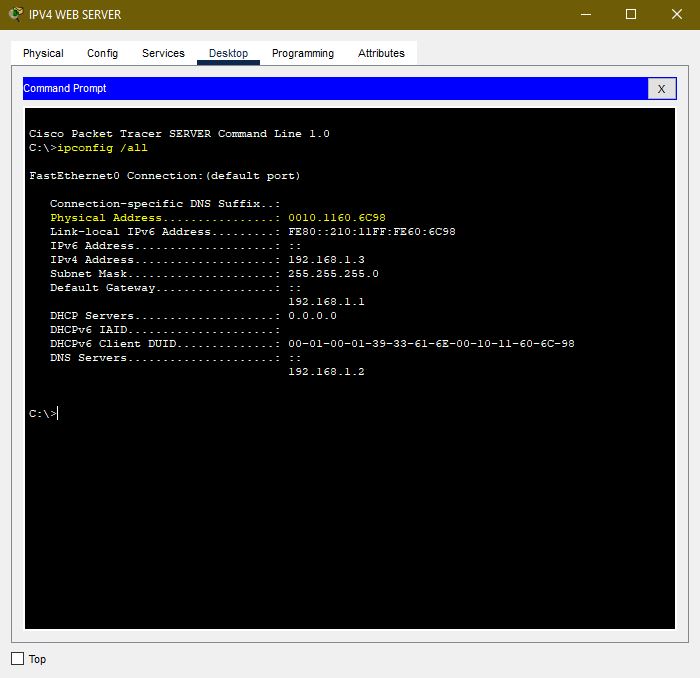 IPV4 WEB SERVER
Physical Config Services Desktop Programming Attributes
Command Prompt X
Cisco Packet Tracer SERVER Command Line 1.0
C:\>ipconfig /all
FastEthernet0 Connection:(default port)
Connection-specific DNS Suffix..:
Physical Address................: 0010.1160.6C98
Link-local IPv6 Address.........: FE80::210:11FF:FE60:6C98
IPv6 Address....................: ::
IPv4 Address....................: 192.168.1.3
Subnet Mask.....................: 255.255.255.0
Default Gateway.................: ::
192.168.1.1
DHCP Servers....................: 0.0.0.0
DHCPv6 IAID.....................:
DHCPv6 Client DUID..............: 00-01-00-01-39-33-61-6E-00-10-11-60-6C-98
DNS Servers.....................: ::
192.168.1.2
C:\>
Top